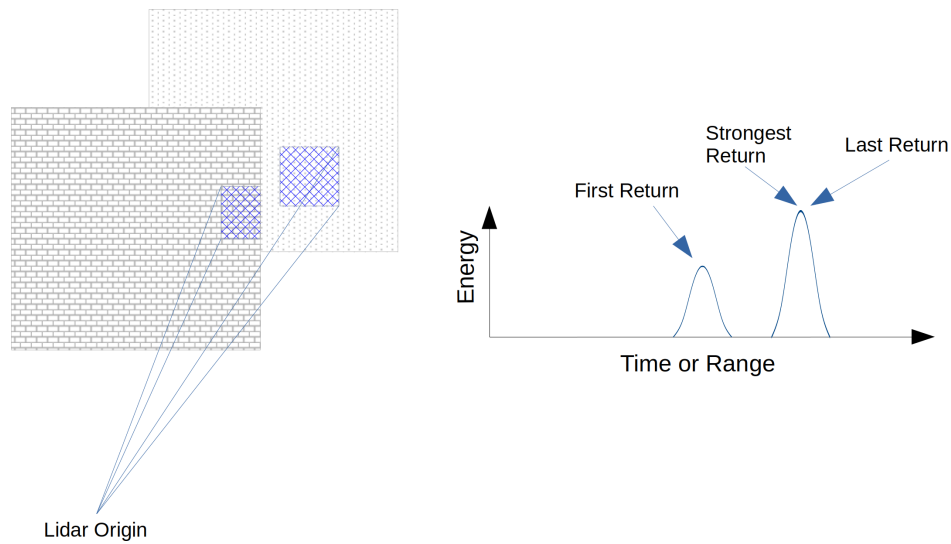 Strongest
Return
Last Return
First Return
Energy
Time or Range
Lidar Origin